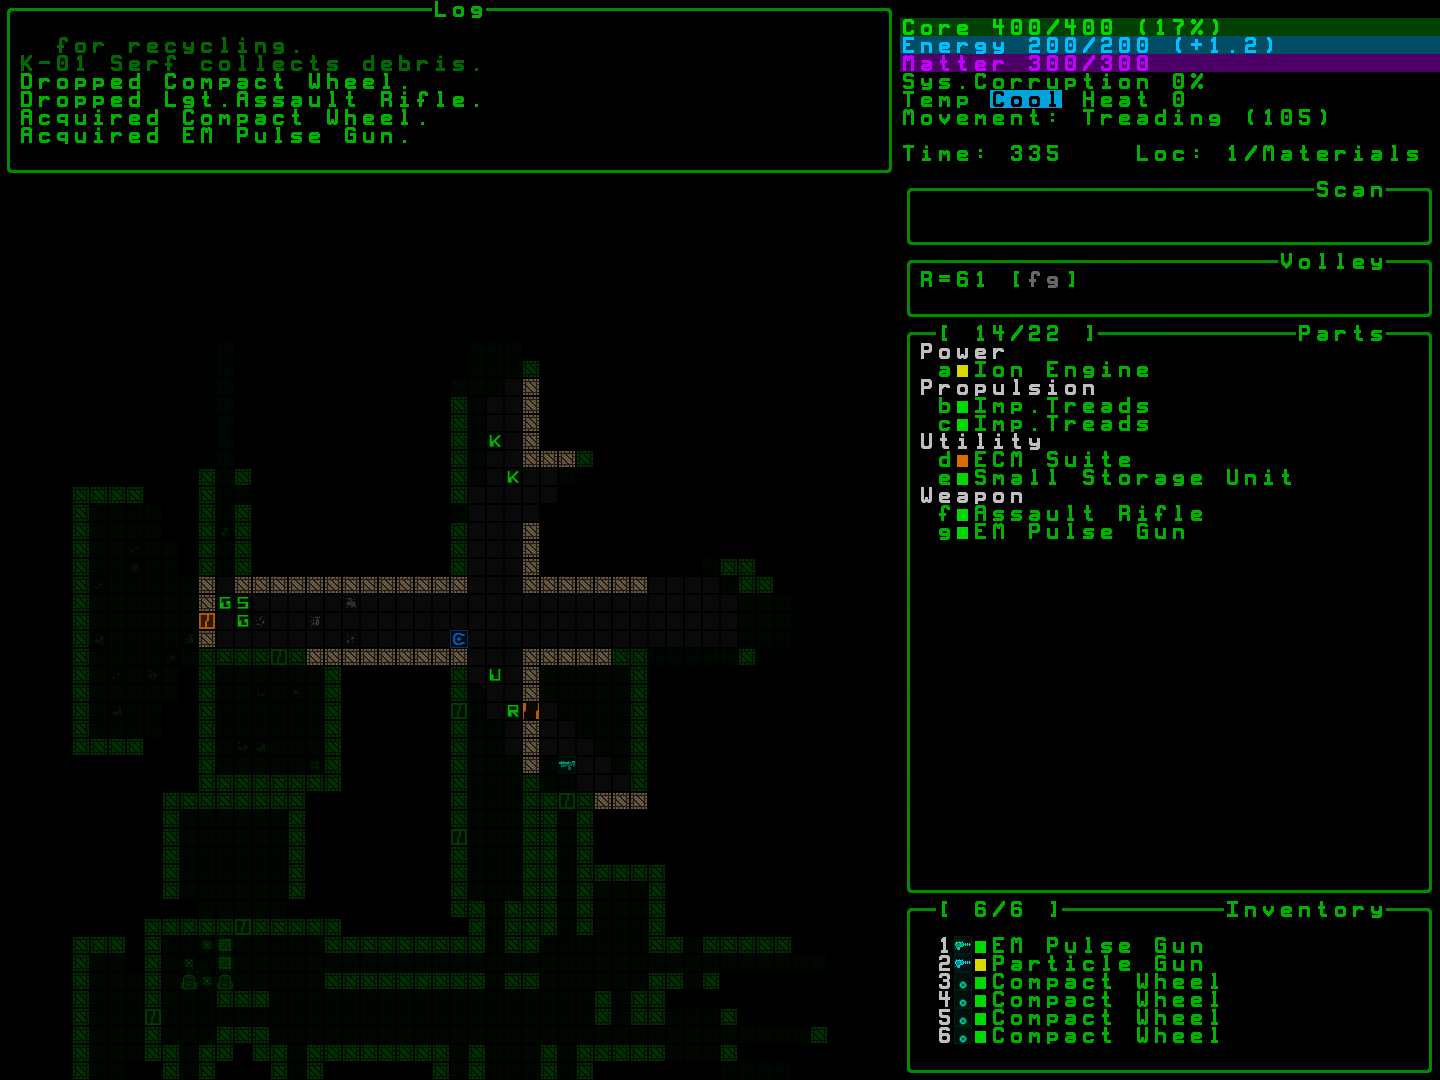 Log
for recycling.
K-01 Serf collects debris.
Dropped Compact Wheel.
Dropped Lgt.Assault Rifle.
Acquired Compact Wheel.
Acquired EM Pulse Gun.
Core 400/400 (17%)
Energy 200/200 (+1.2)
Matter 300/300
Sys.Corruption 0%
Temp Cool Heat 0
Movement: Treading (105)
Time: 335 Loc: 1/Materials
Scan
Volley
R=61 [fg]
[ 14/22 ] Parts
Power
a Ion Engine
Propulsion
b Imp.Treads
c Imp.Treads
Utility
d ECM Suite
e Small Storage Unit
Weapon
f Assault Rifle
g EM Pulse Gun
[ 6/6 ] Inventory
1 EM Pulse Gun
2 Particle Gun
3 Compact Wheel
4 Compact Wheel
5 Compact Wheel
6 Compact Wheel
K
K
G S
G
C
U
R